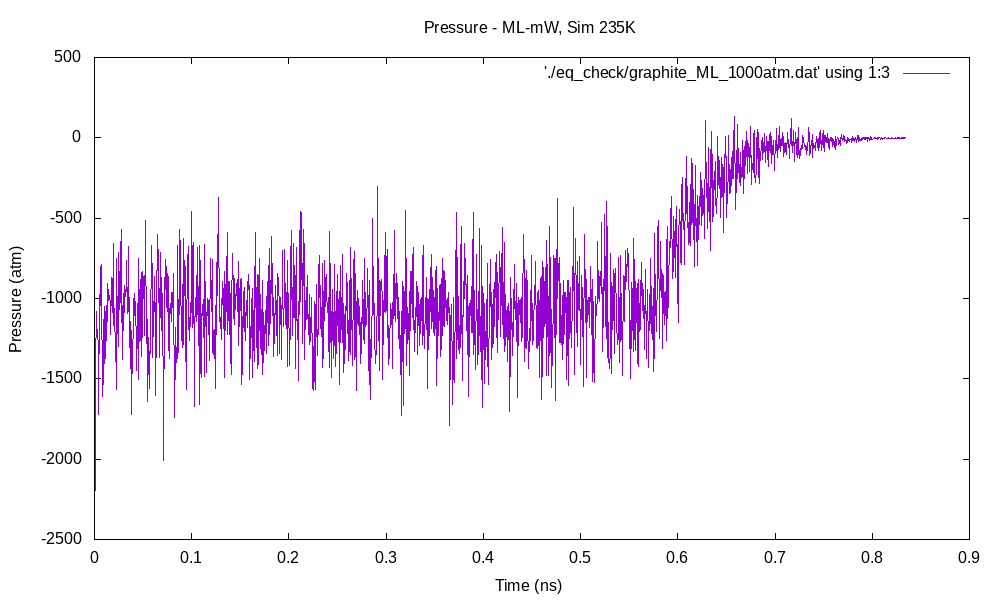 Pressure - ML-mW, Sim 235K
'./eq_check/graphite_ML_1000atm.dat' using 1:3
500
0
-500
-1000
-1500
-2000
-2500
Pressure (atm)
0 0.1 0.2 0.3 0.4 0.5 0.6 0.7 0.8 0.9
Time (ns)